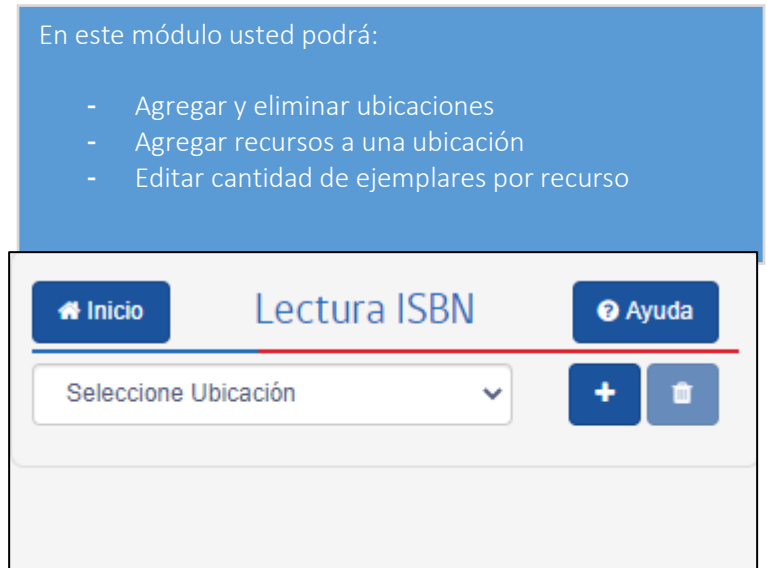 En este módulo usted podrá:
- Agregar y eliminar ubicaciones
- Agregar recursos a una ubicación
- Editar cantidad de ejemplares por recurso
Inicio Lectura ISBN Ayuda
Seleccione Ubicación